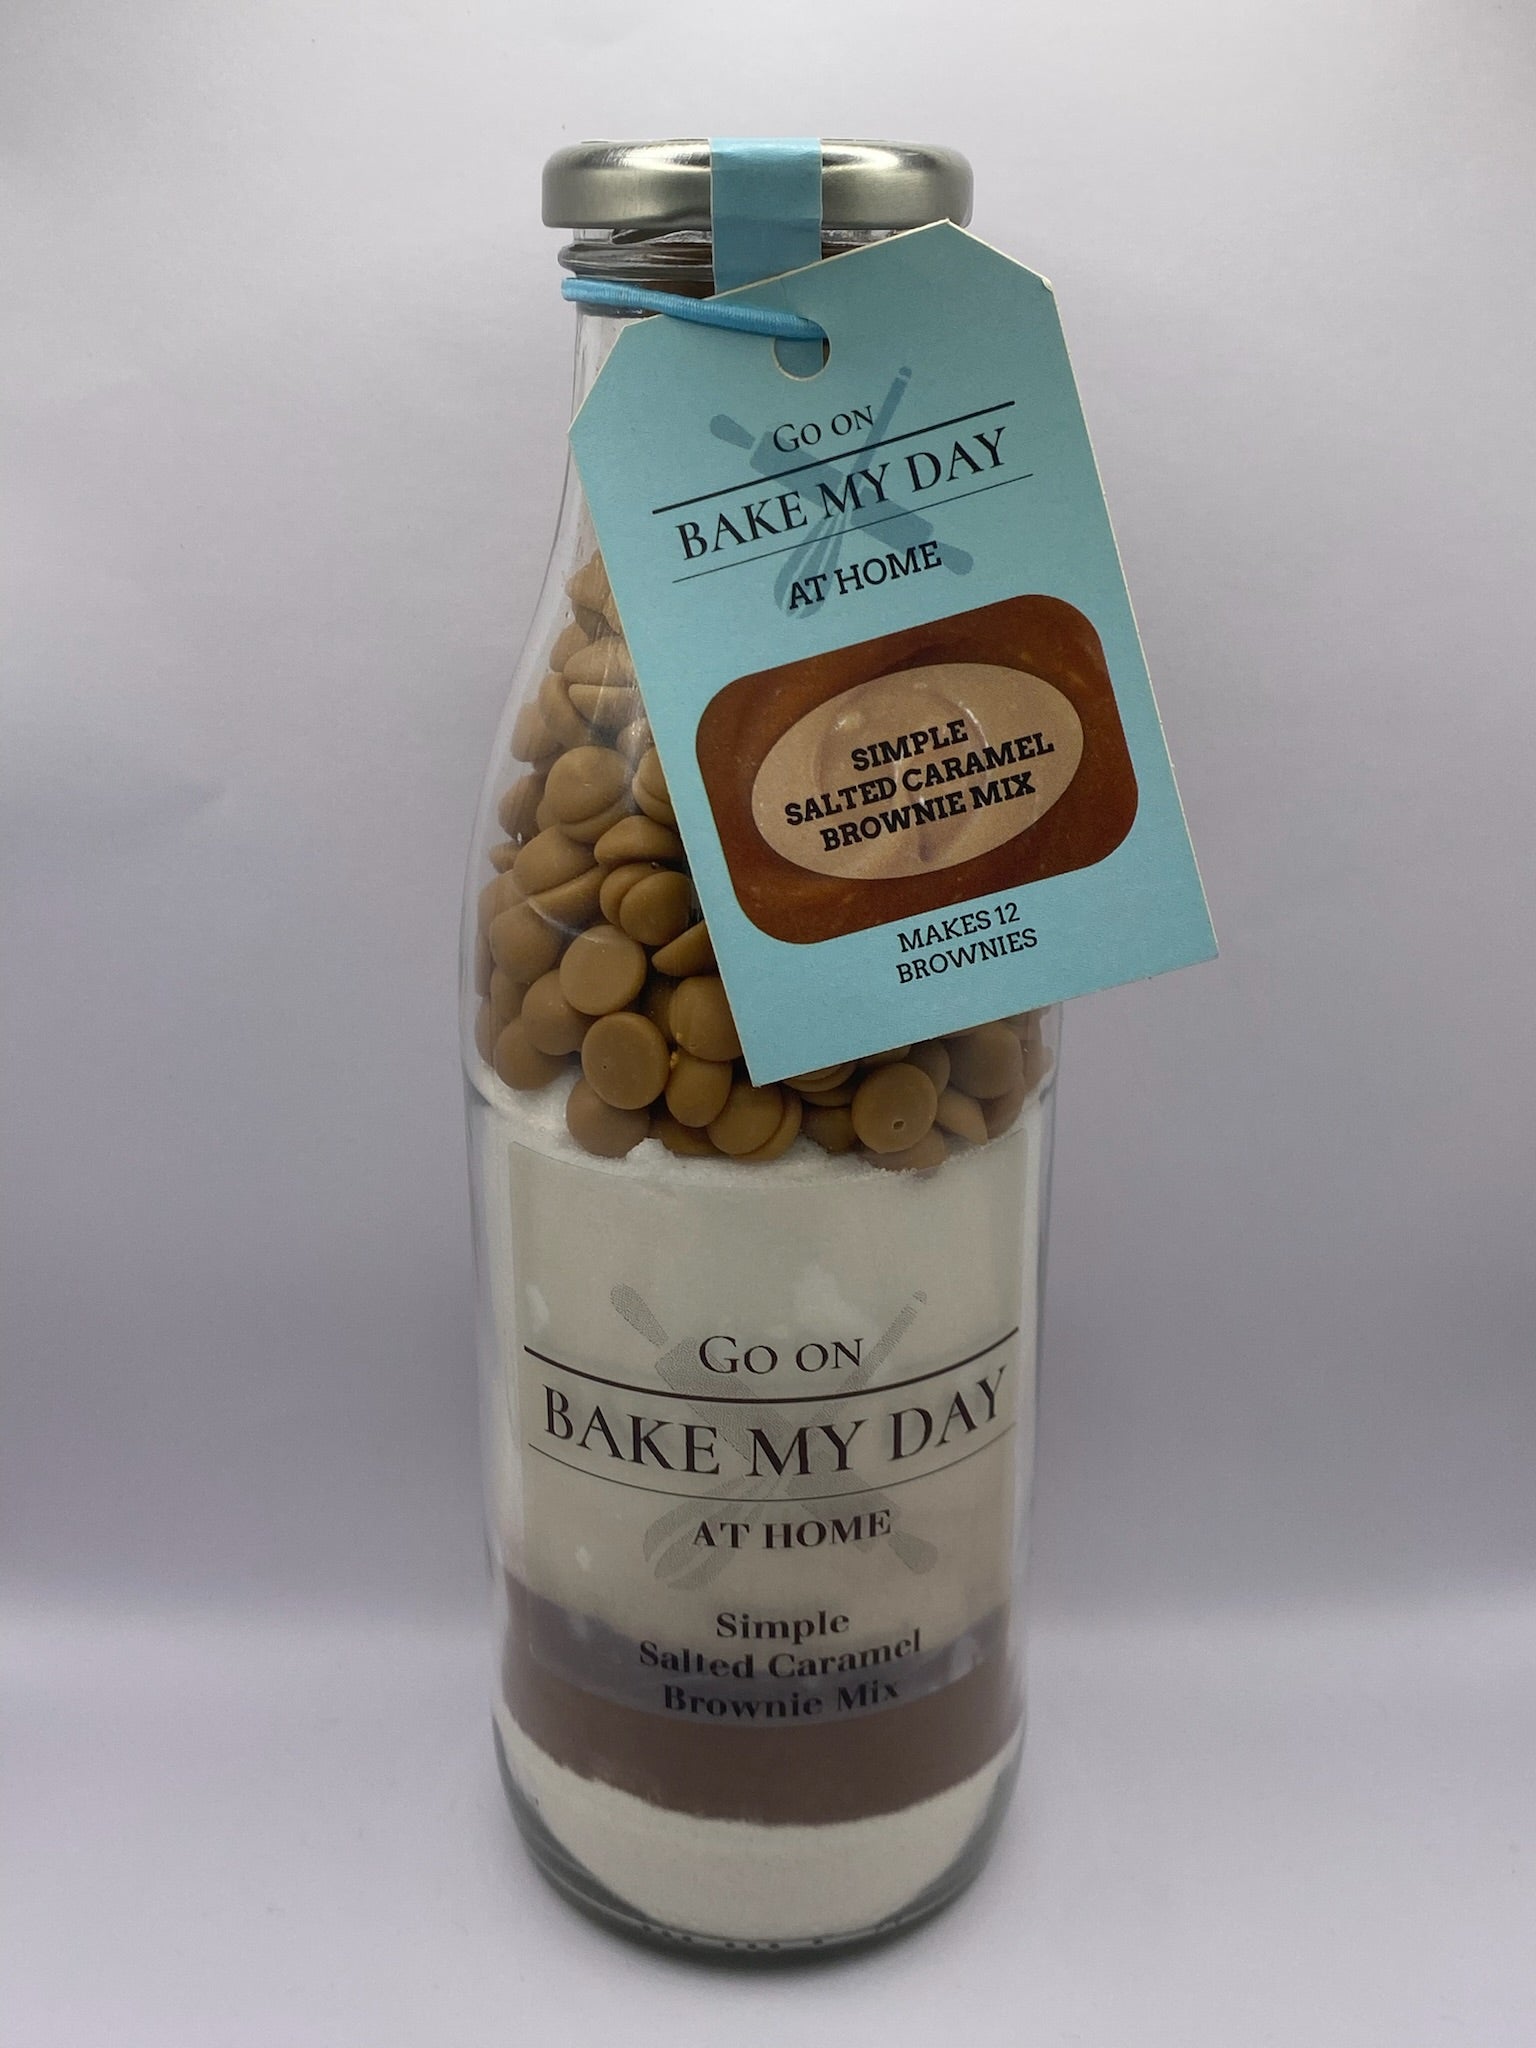 Go on
BAKE MY DAY
AT HOME
SIMPLE
SALTED CARAMEL
BROWNIE MIX
MAKES 12
BROWNIES
Go on
BAKE MY DAY
AT HOME
Simple
Salted Caramel
Brownie Mix